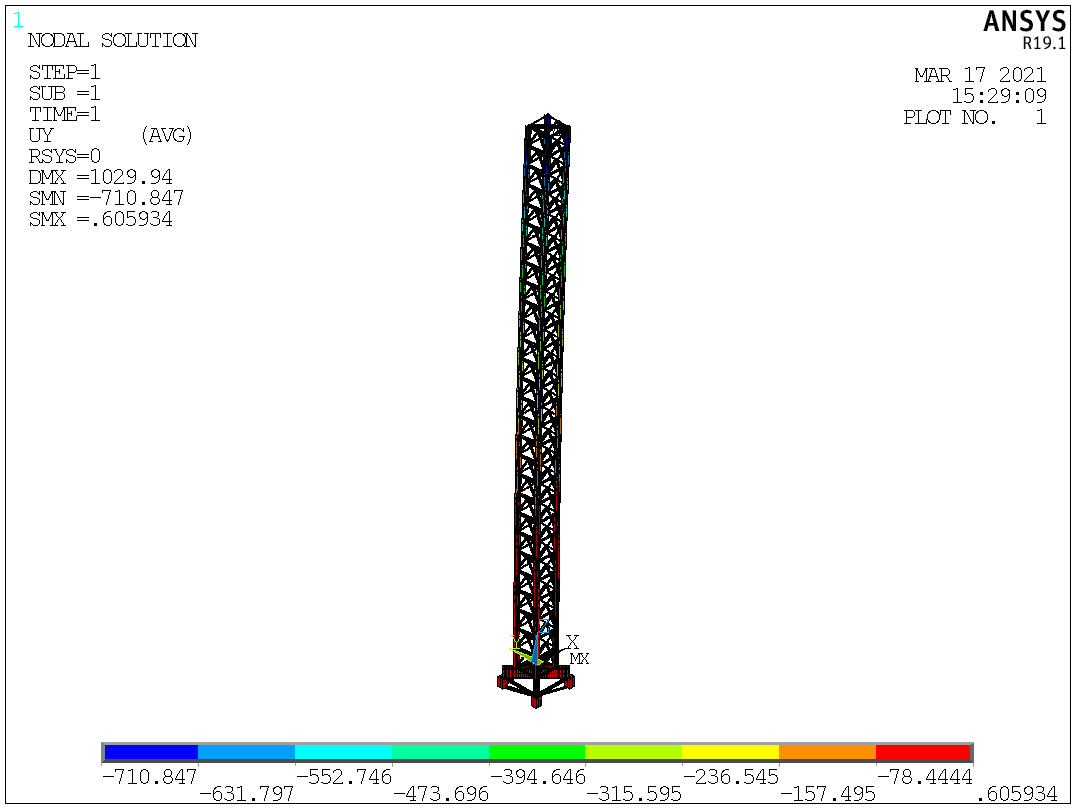 1
NODAL SOLUTION
STEP=1
SUB =1
TIME=1
UY (AVG)
RSYS=0
DMX =1029.94
SMN =-710.847
SMX =.605934
ANSYS
R19.1
MAR 17 2021
15:29:09
PLOT NO. 1
Y
X
MX
-710.847 -552.746 -394.646 -236.545 -78.4444
-631.797 -473.696 -315.595 -157.495 .605934